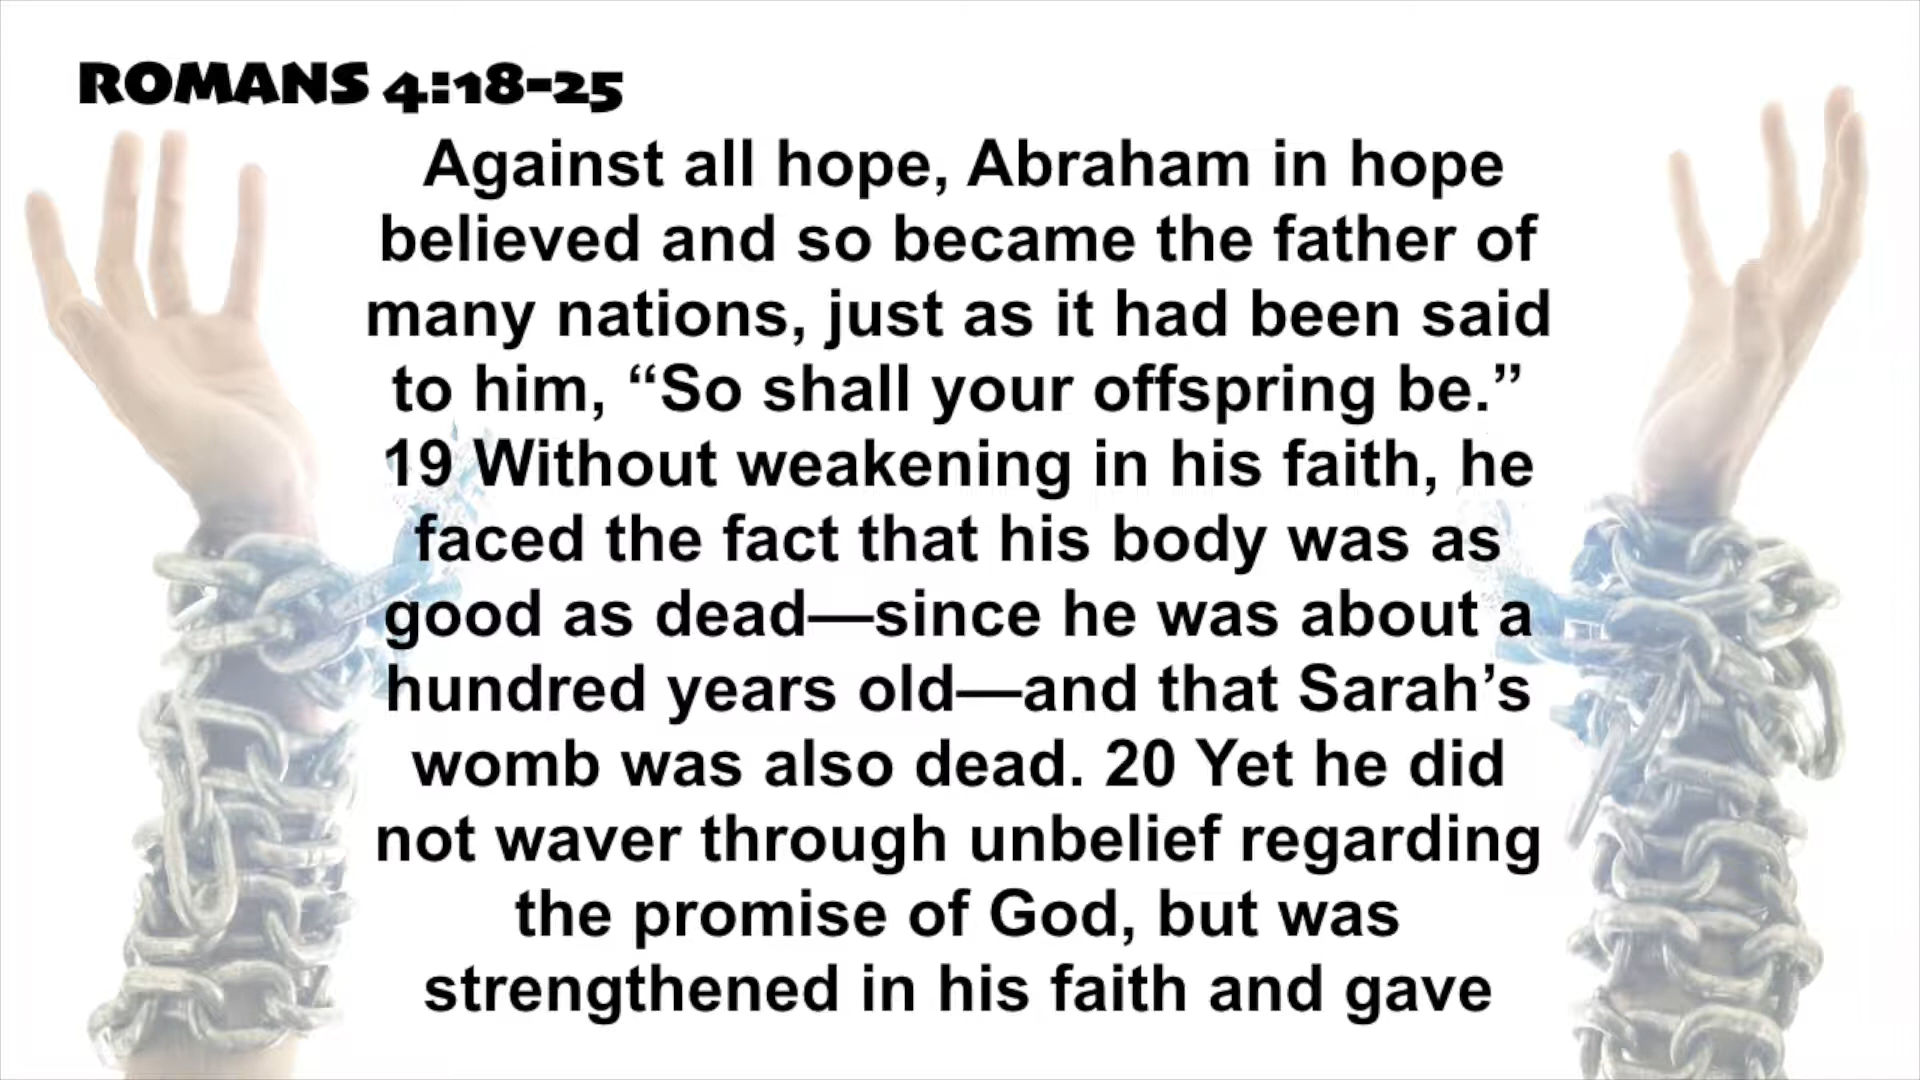 ROMANS 4:18-25
Against all hope, Abraham in hope
believed and so became the father of
many nations, just as it had been said
to him, “So shall your offspring be.”
19 Without weakening in his faith, he
faced the fact that his body was as
good as dead—since he was about a
hundred years old—and that Sarah’s
womb was also dead. 20 Yet he did
not waver through unbelief regarding
the promise of God, but was
strengthened in his faith and gave